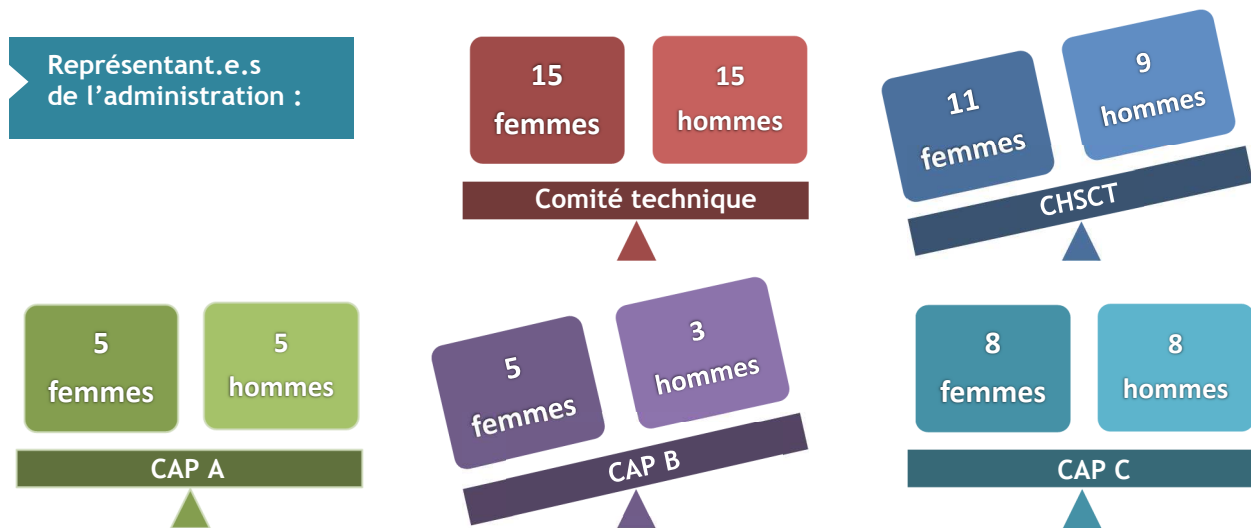 Représentant.e.s
de l'administration :
15
femmes
15
hommes
Comité technique
11
femmes
9
hommes
CHSCT
5
femmes
5
hommes
CAP A
5
femmes
3
hommes
CAP B
8
femmes
8
hommes
CAP C